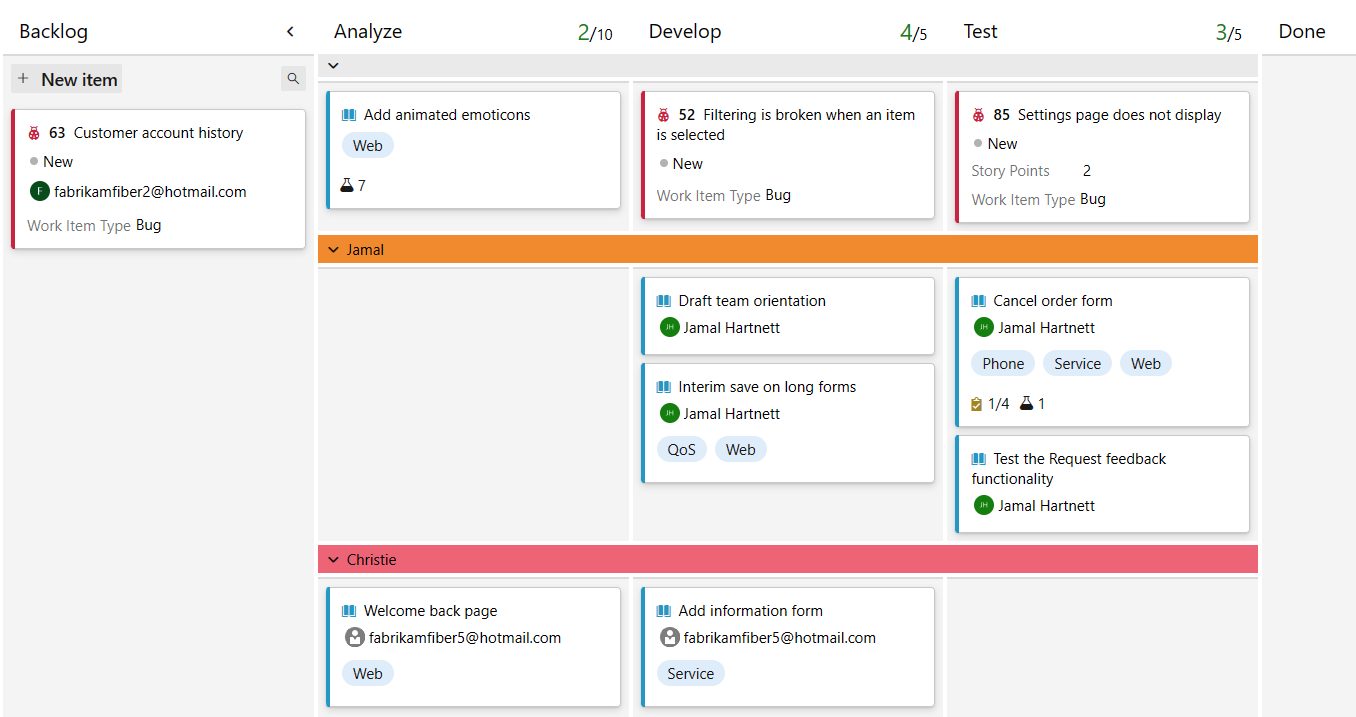 Backlog
Analyze 2/10
Develop 4/5
Test 3/5
Done
+ New item
63 Customer account history
New
F fabrikamfiber2@hotmail.com
Work Item Type Bug
Add animated emoticons
Web
7
52 Filtering is broken when an item
is selected
New
Work Item Type Bug
85 Settings page does not display
New
Story Points 2
Work Item Type Bug
Jamal
Draft team orientation
JH Jamal Hartnett
Interim save on long forms
JH Jamal Hartnett
QoS Web
Cancel order form
JH Jamal Hartnett
Phone Service Web
1/4 1
Test the Request feedback
functionality
JH Jamal Hartnett
Christie
Welcome back page
fabrikamfiber5@hotmail.com
Web
Add information form
fabrikamfiber5@hotmail.com
Service